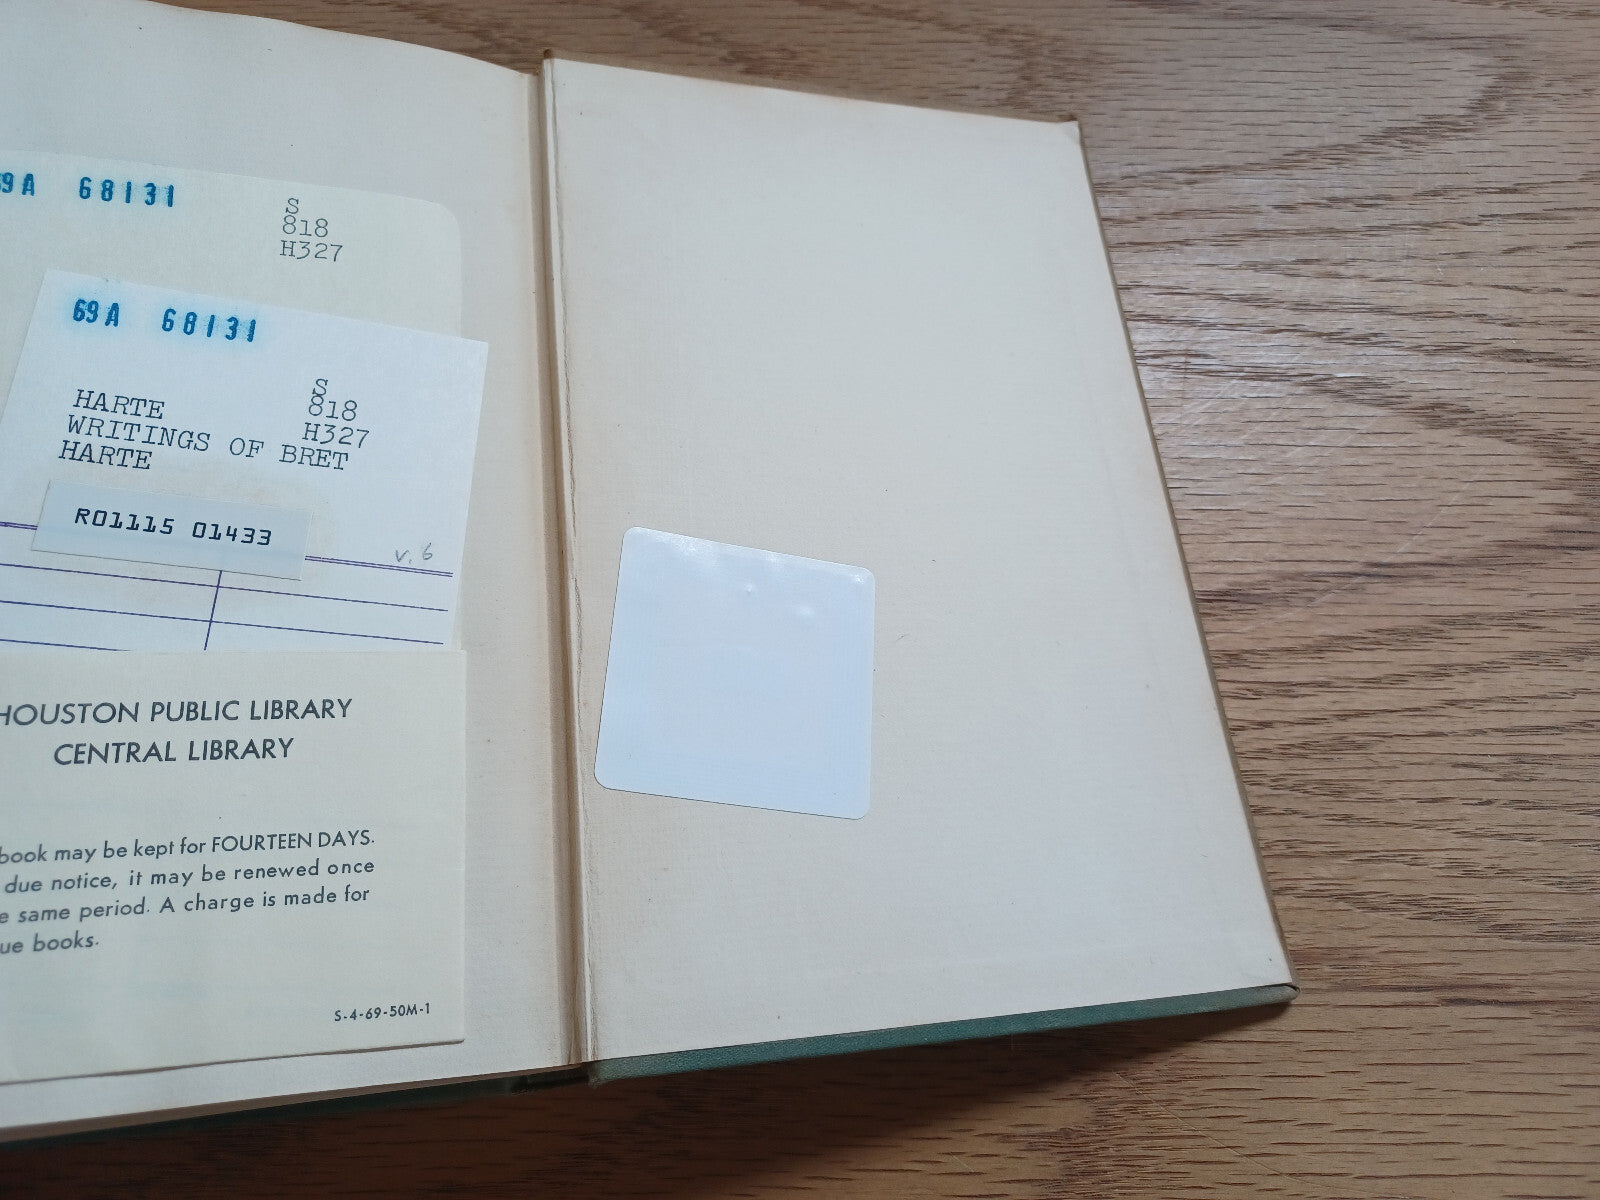 69A 68131
S
818
H327
69A 68131
S
818
H327
HARTE
WRITINGS OF BRET
HARTE
R01115 01433
v. 6
HOUSTON PUBLIC LIBRARY
CENTRAL LIBRARY
book may be kept for FOURTEEN DAYS.
due notice, it may be renewed once
same period. A charge is made for
books.
S-4-69-50M-1